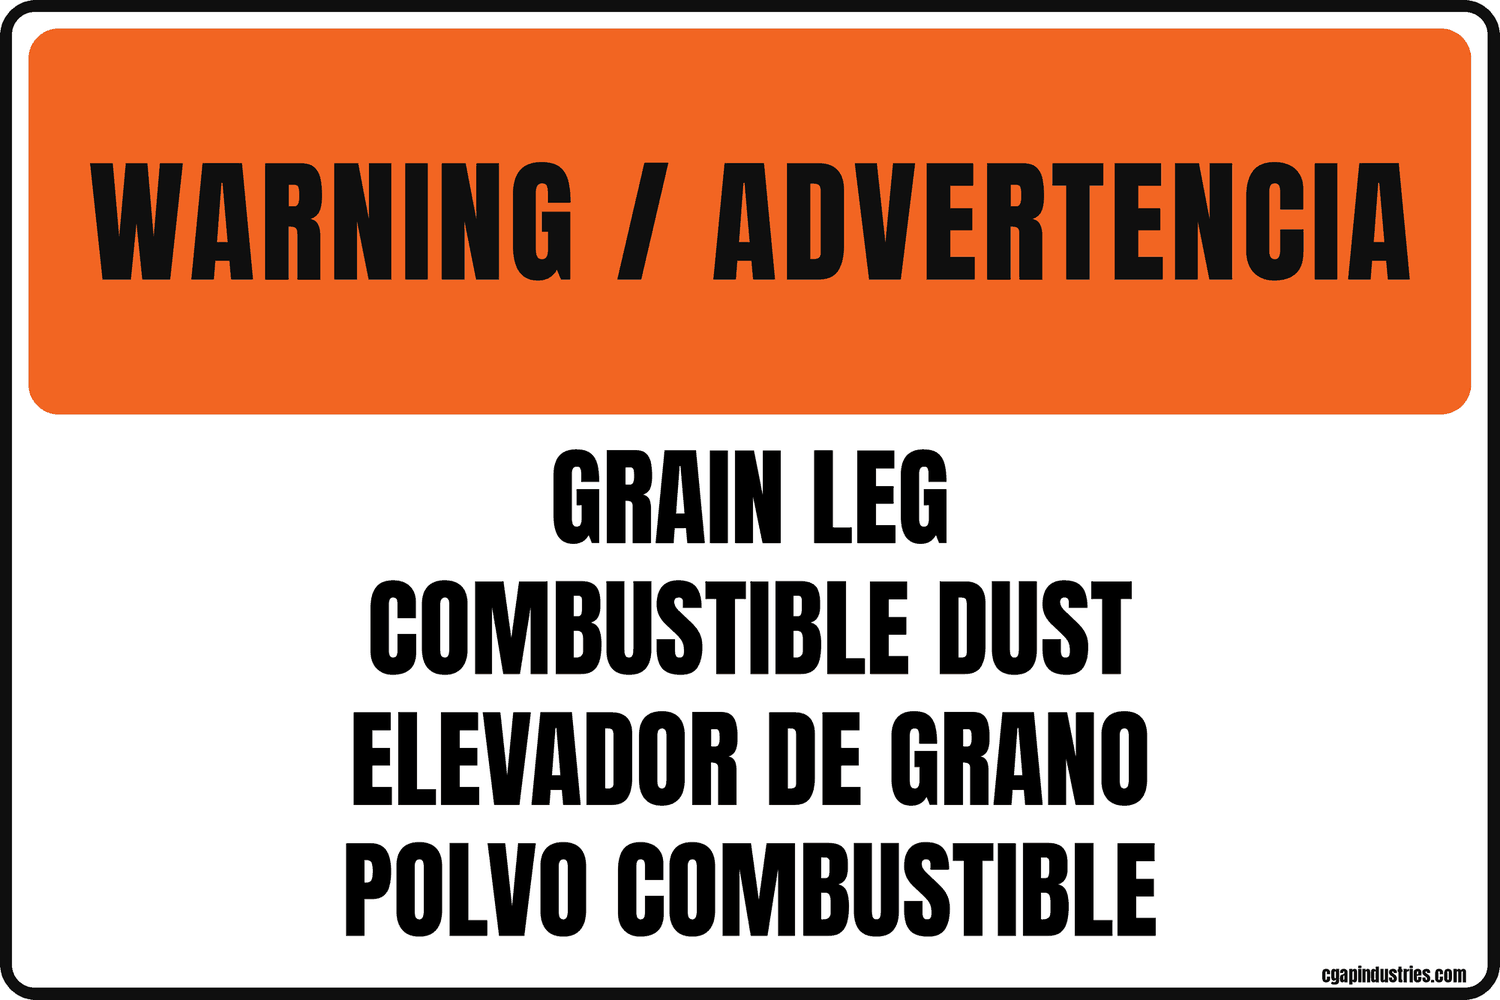 WARNING / ADVERTENCIA
GRAIN LEG
COMBUSTIBLE DUST
ELEVADOR DE GRANO
POLVO COMBUSTIBLE
cgapindustries.com